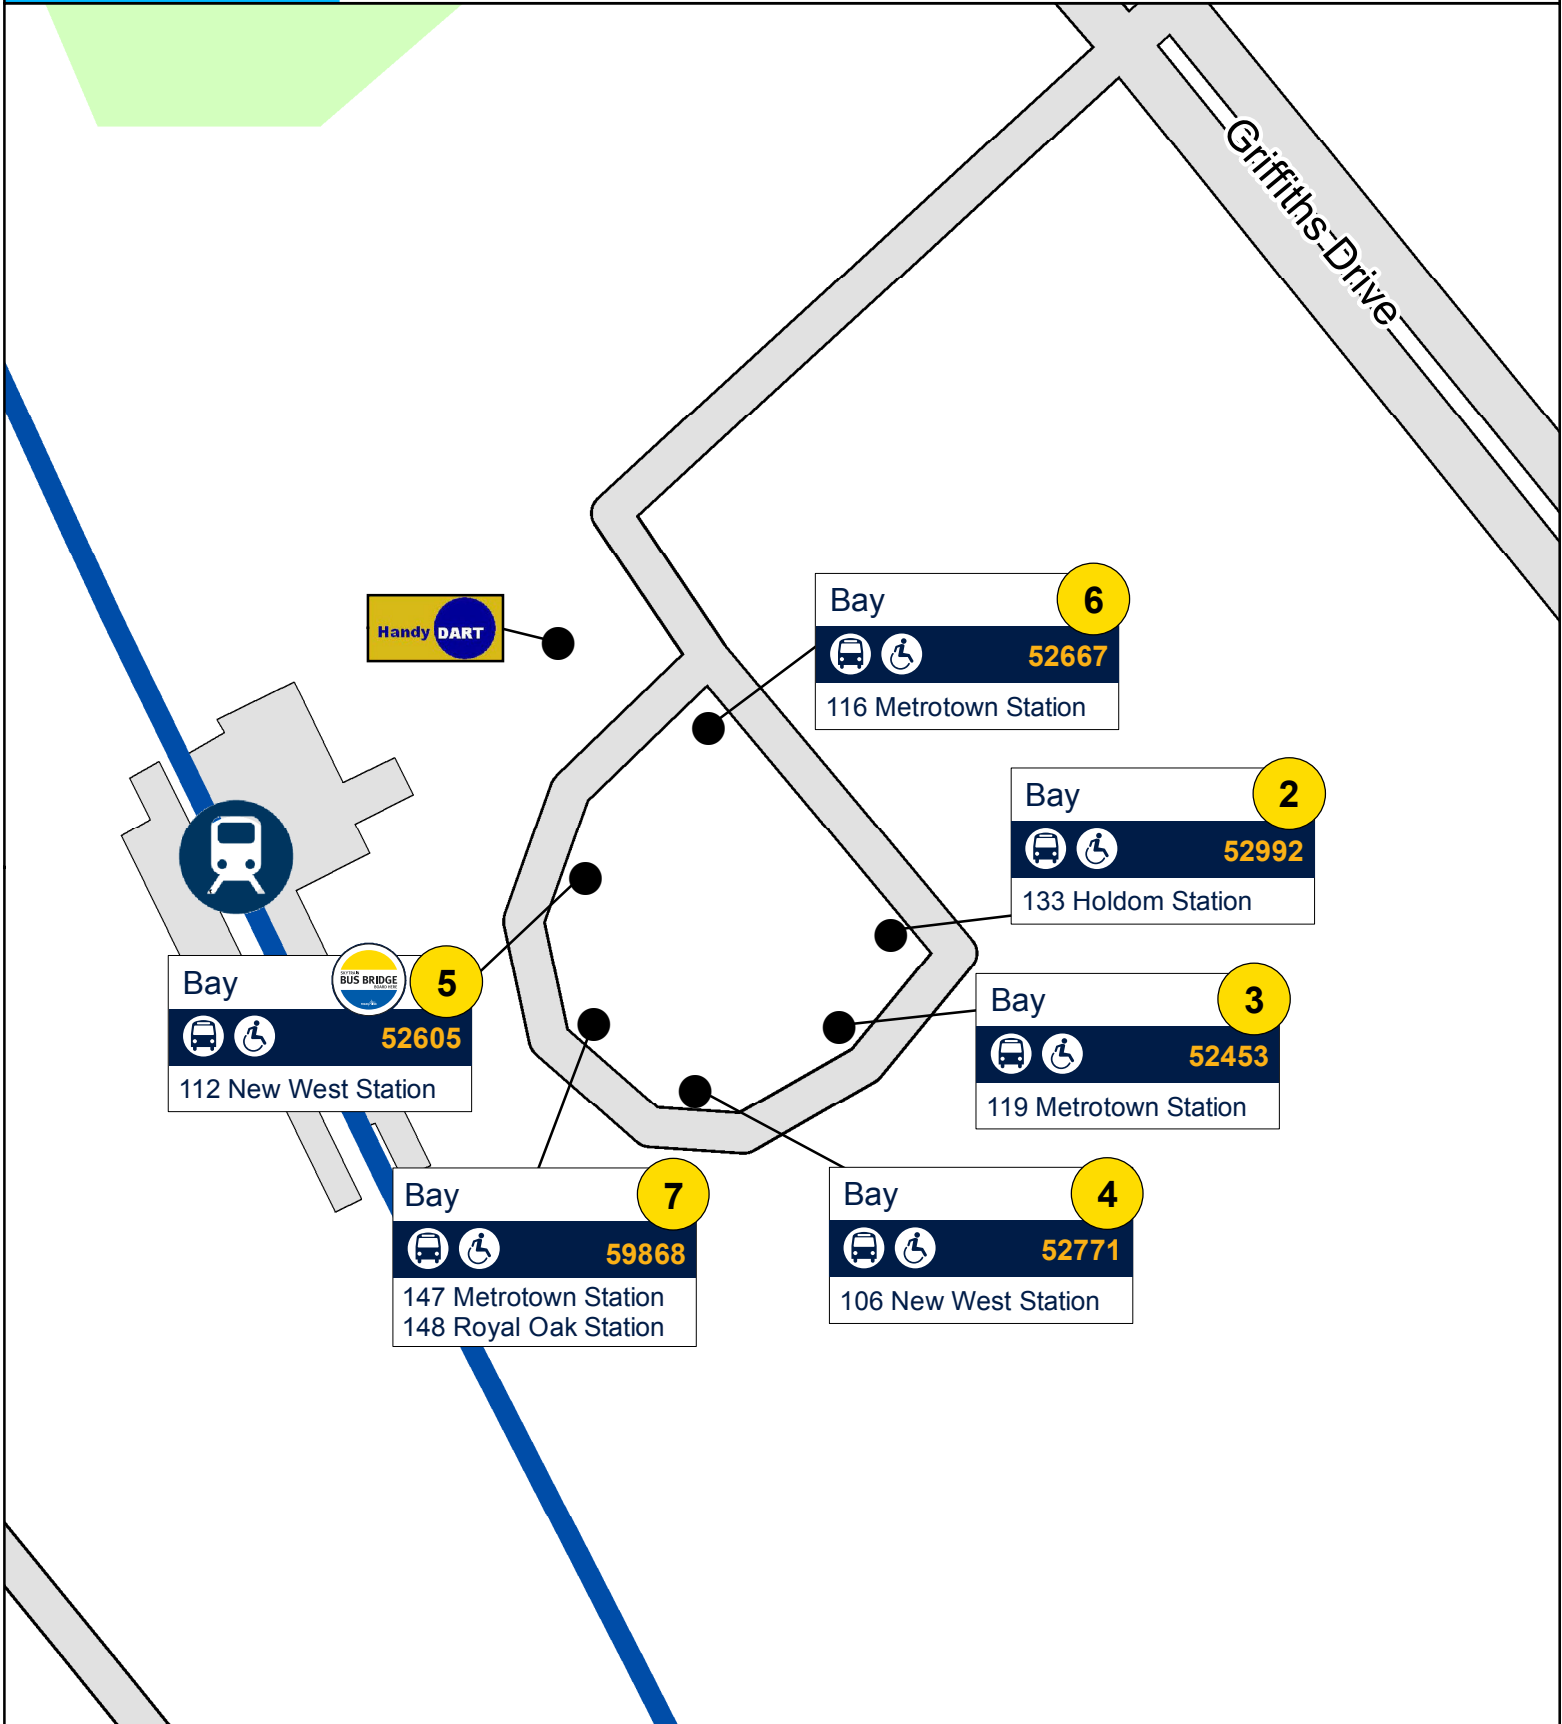 Griffiths Drive
Handy DART
Bay 6
52667
116 Metrotown Station
Bay 2
52992
133 Holdom Station
Bay 5
BUS BRIDGE
52605
112 New West Station
Bay 3
52453
119 Metrotown Station
Bay 7
59868
147 Metrotown Station
148 Royal Oak Station
Bay 4
52771
106 New West Station